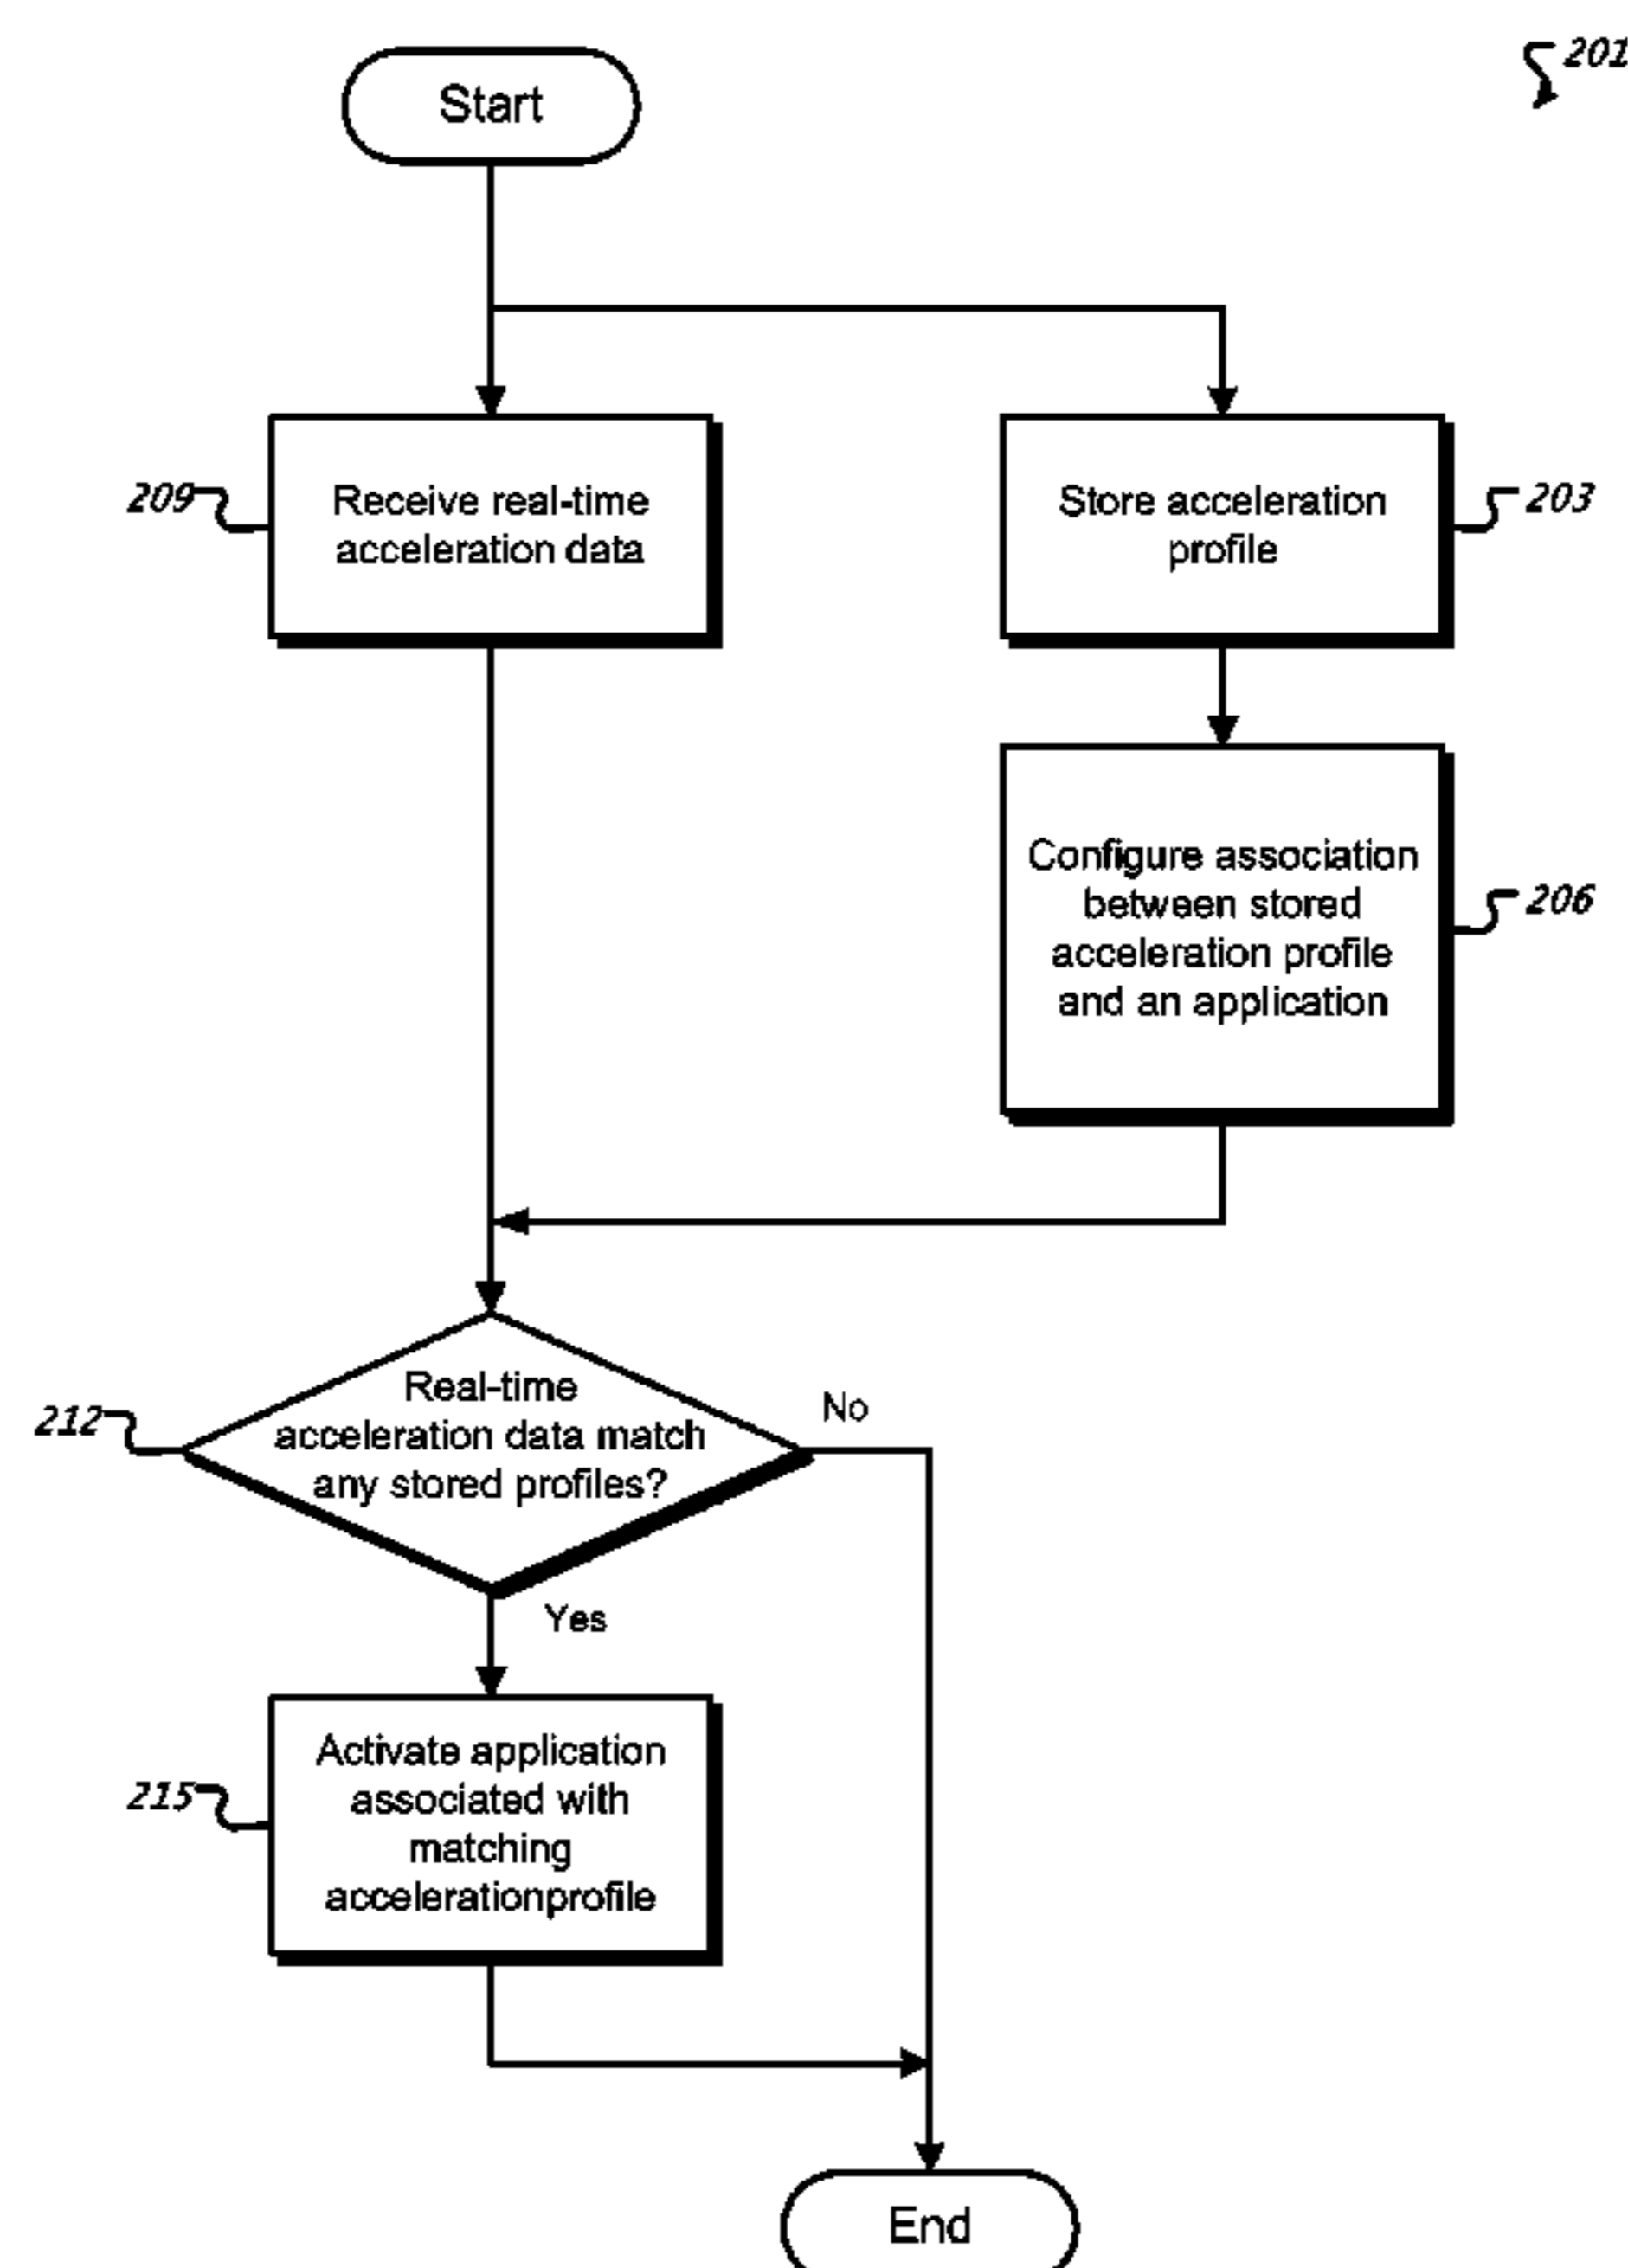 201
Start
209
Receive real-time
acceleration data
Store acceleration
profile
203
Configure association
between stored
acceleration profile
and an application
206
212
Real-time
acceleration data match
any stored profiles?
No
Yes
215
Activate application
associated with
matching
accelerationprofile
End